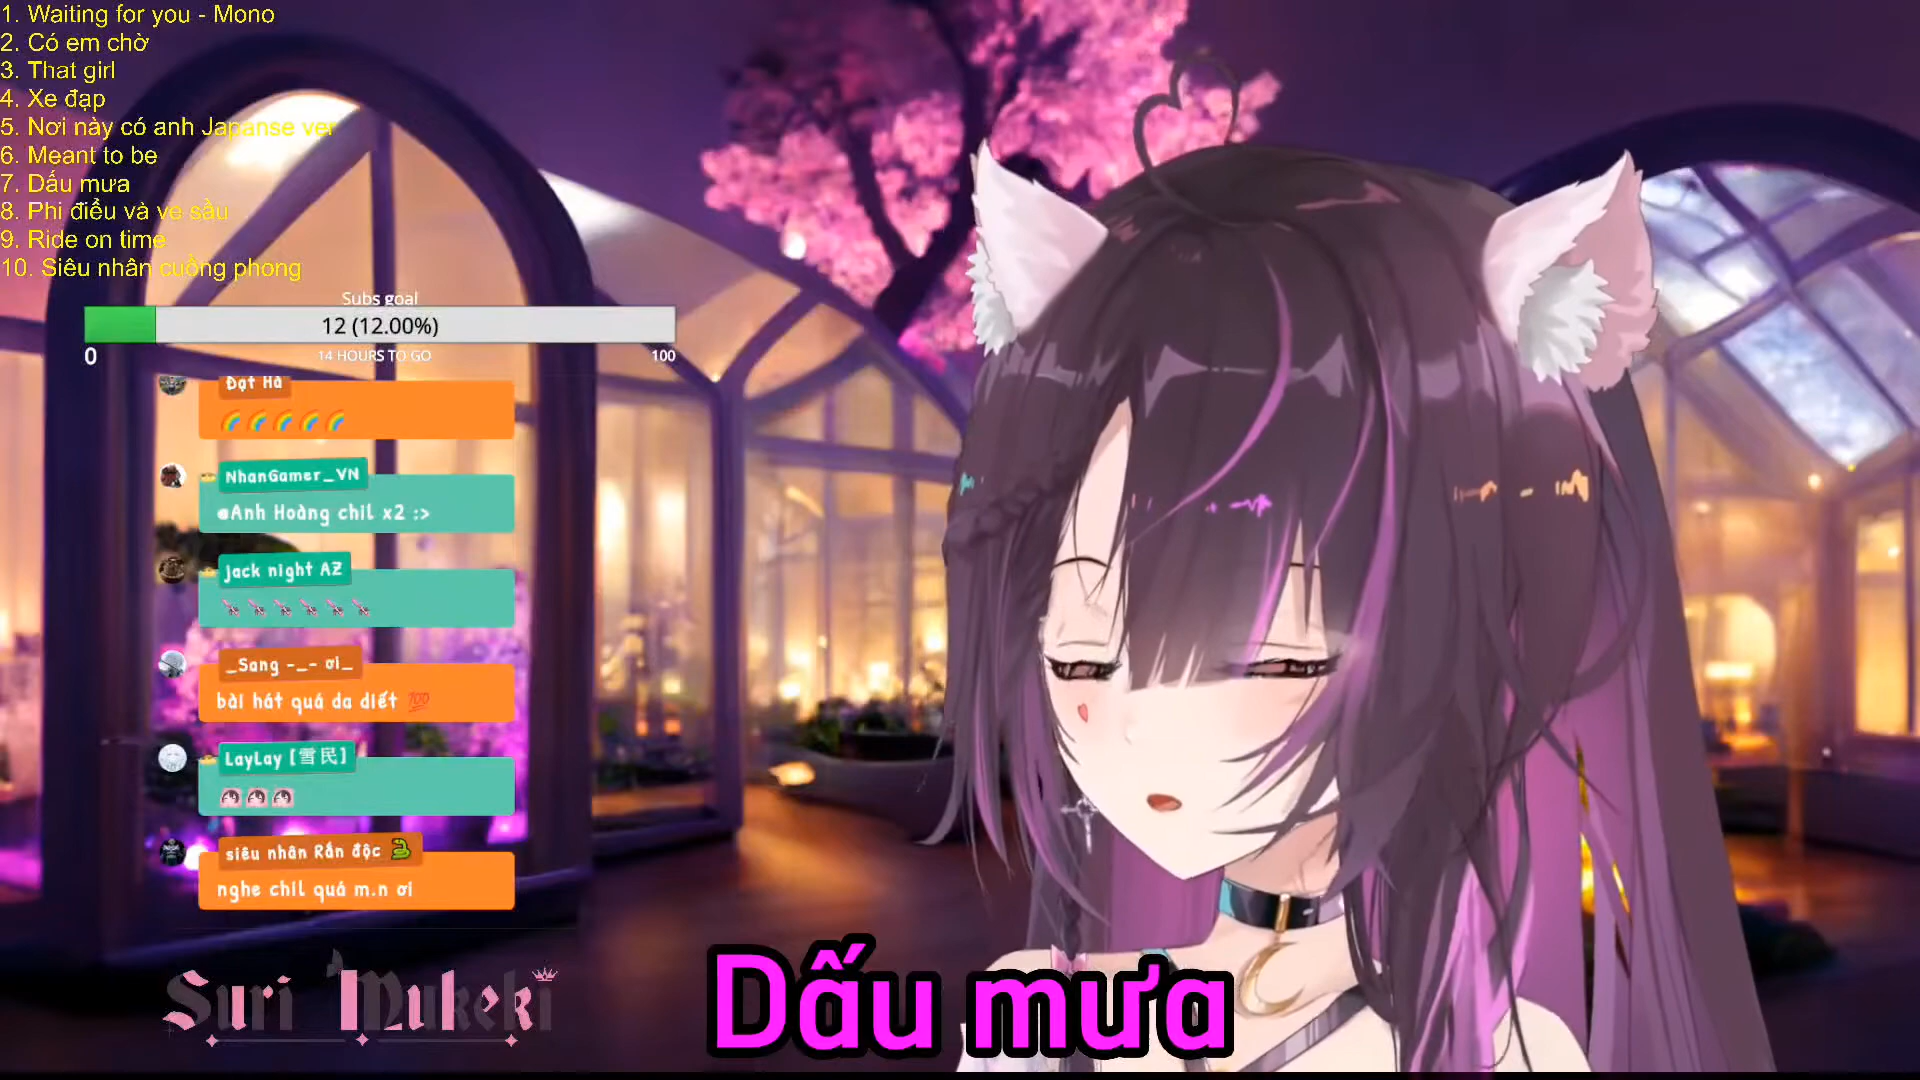 1. Waiting for you - Mono
2. Có em chờ
3. That girl
4. Xe đạp
5. Nơi này có anh Japanse ver
6. Meant to be
7. Dấu mưa
8. Phi điểu và ve sầu
9. Ride on time
10. Siêu nhân cuồng phong
Subs goal
12 (12.00%)
0
14 HOURS TO GO
100
Đạt Hà
NhanGamer_VN
@Anh Hoàng chil x2 :>
Jack night AZ
_Sang -_- ơi_
bài hát quá da diết 💯
LayLay [雪民]
siêu nhân Rắn độc
nghe chil quá m.n ơi
Suri Mukeki
Dấu mưa